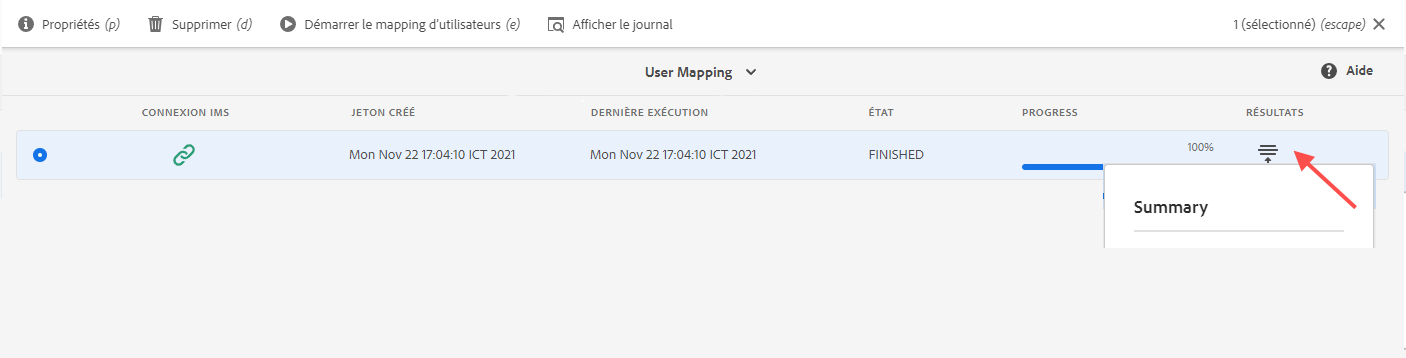 Propriétés (p) Supprimer (d) Démarrer le mapping d'utilisateurs (e) Afficher le journal 1 (sélectionné) (escape)
User Mapping Aide
CONNEXION IMS JETON CRÉÉ DERNIÈRE EXÉCUTION ÉTAT PROGRESS RÉSULTATS
Mon Nov 22 17:04:10 ICT 2021 Mon Nov 22 17:04:10 ICT 2021 FINISHED 100%
Summary